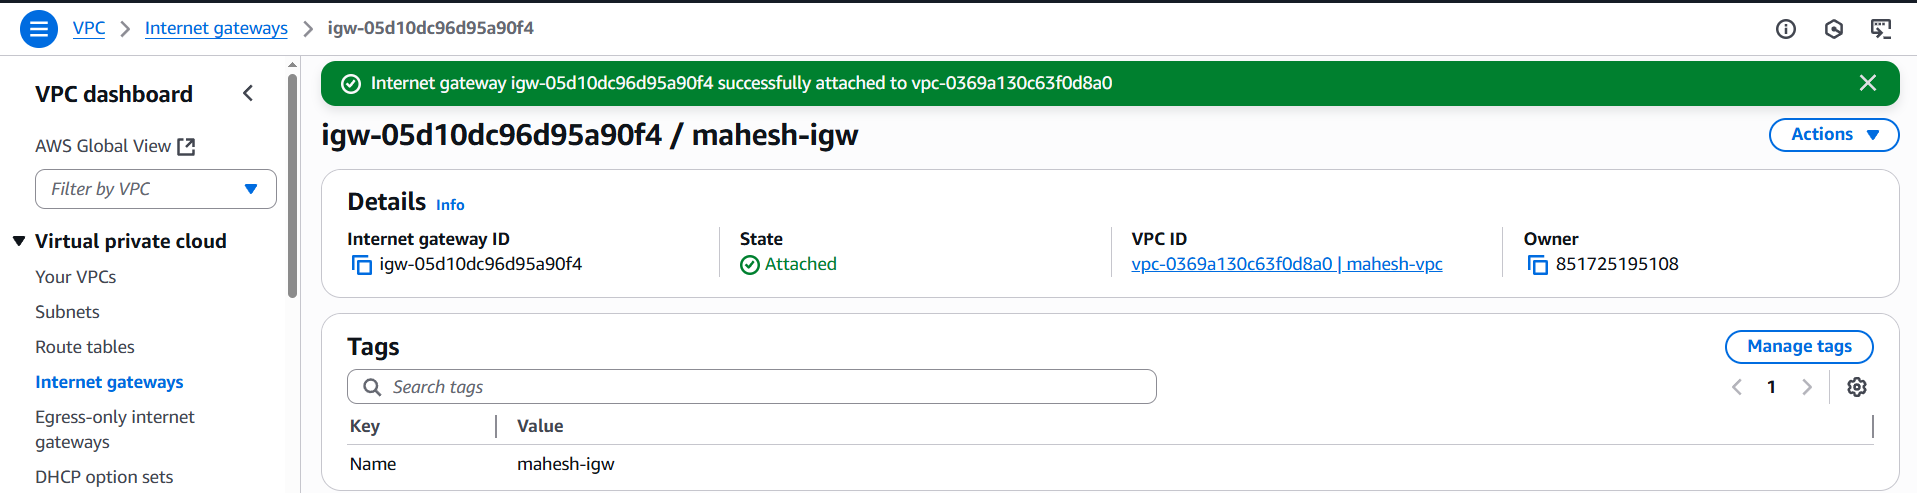 VPC > Internet gateways > igw-05d10dc96d95a90f4
VPC dashboard
AWS Global View
Filter by VPC
Virtual private cloud
Your VPCs
Subnets
Route tables
Internet gateways
Egress-only internet
gateways
DHCP option sets
Internet gateway igw-05d10dc96d95a90f4 successfully attached to vpc-0369a130c63f0d8a0
igw-05d10dc96d95a90f4 / mahesh-igw
Actions
Details Info
Internet gateway ID
igw-05d10dc96d95a90f4
State
Attached
VPC ID
vpc-0369a130c63f0d8a0 | mahesh-vpc
Owner
851725195108
Tags
Manage tags
Search tags
1
Key Value
Name mahesh-igw